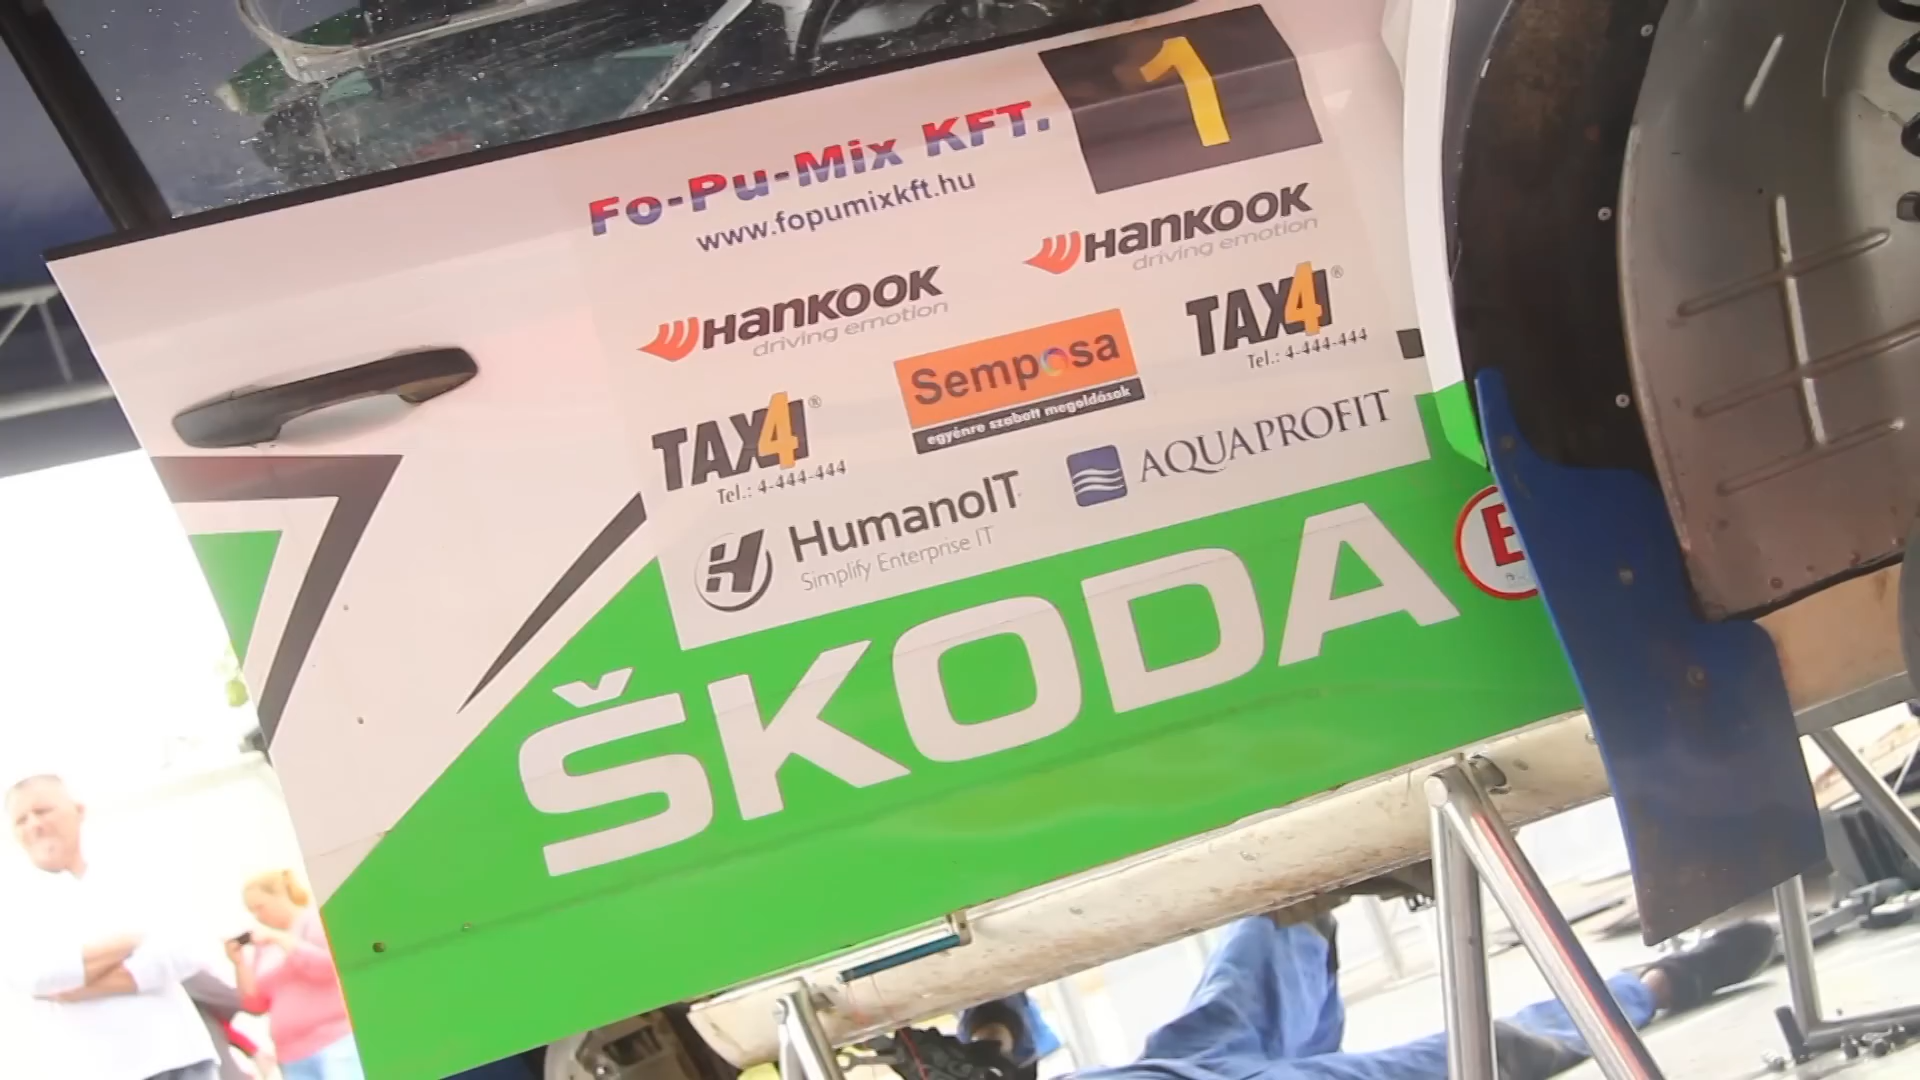 1
Fo-Pu-Mix KFT.
www.fopumixkft.hu
HANKOOK
driving emotion
HANKOOK
driving emotion
TAX4®
Tel.: 4-444-444
Semposa
egyénre szabott megoldások
TAX4®
Tel.: 4-444-444
H HumanoIT
Simplify Enterprise IT
AQUAPROFIT
ŠKODA
E